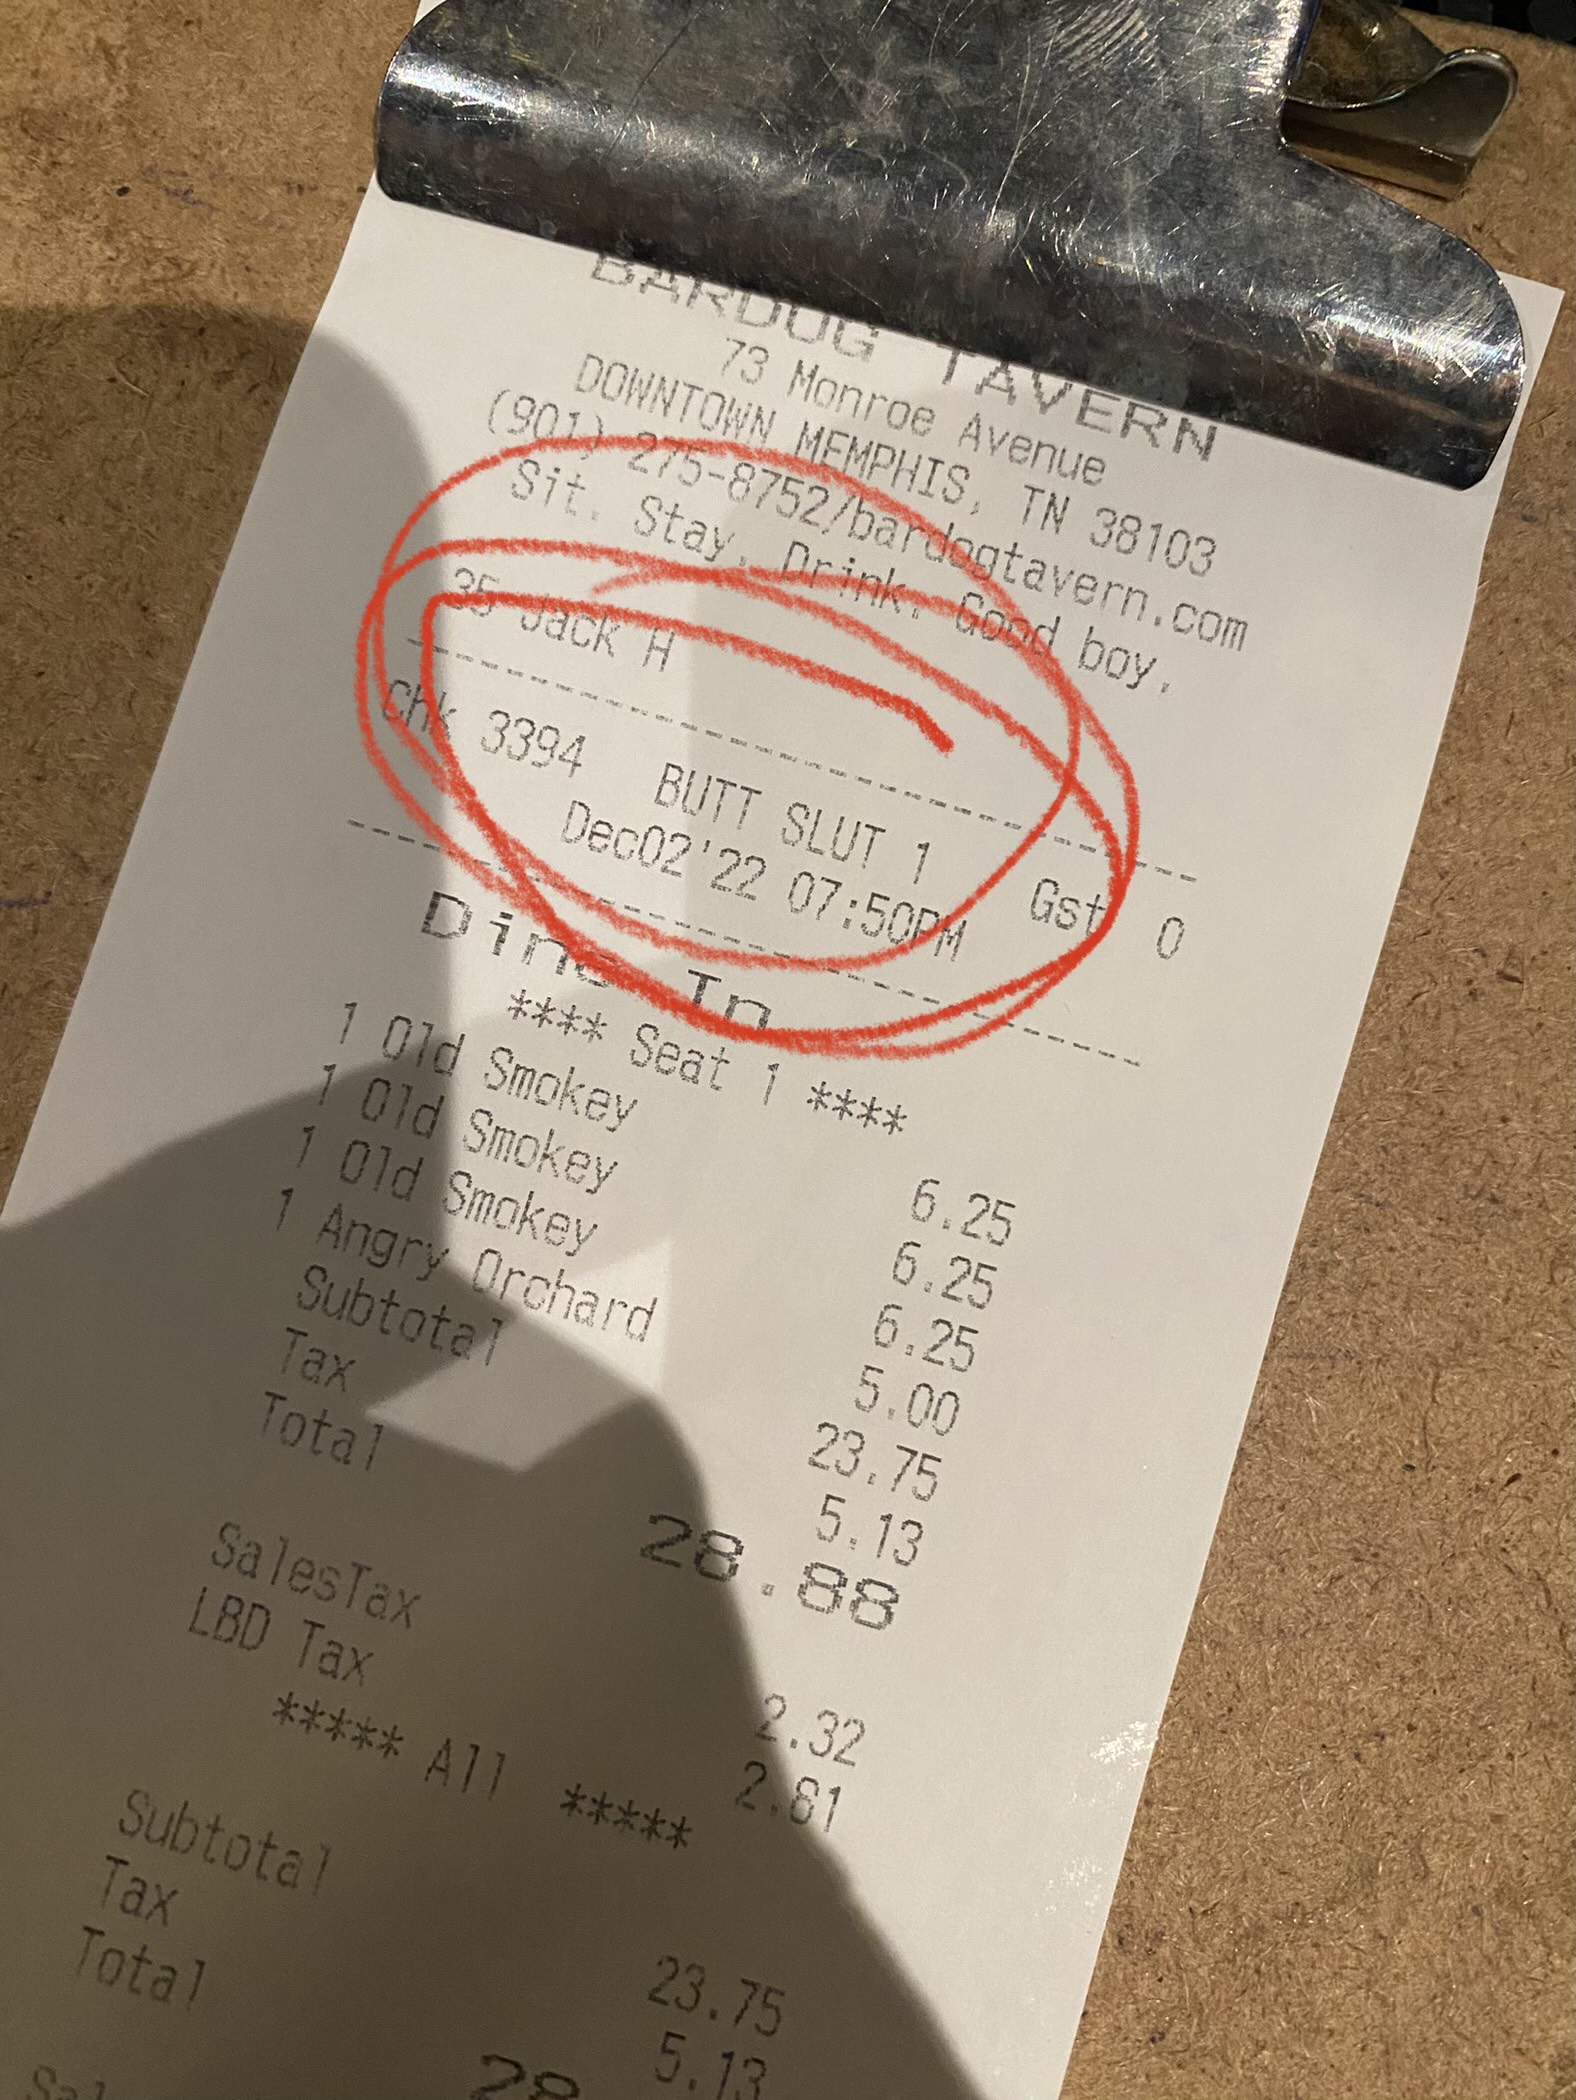 BARDOG TAVERN
73 Monroe Avenue
DOWNTOWN MEMPHIS, TN 38103
(901) 275-8752/bardogtavern.com
Sit. Stay. Drink. Good boy.
35 Jack H
Chk 3394 BUTT SLUT 1 Gst 0
Dec02'22 07:50PM
Dine In
**** Seat 1 ****
1 Old Smokey 6.25
1 Old Smokey 6.25
1 Old Smokey 6.25
1 Angry Orchard 5.00
Subtotal 23.75
Tax 5.13
Total 28.88
SalesTax 2.32
LBD Tax 2.81
***** All *****
Subtotal 23.75
Tax 5.13
Total 28